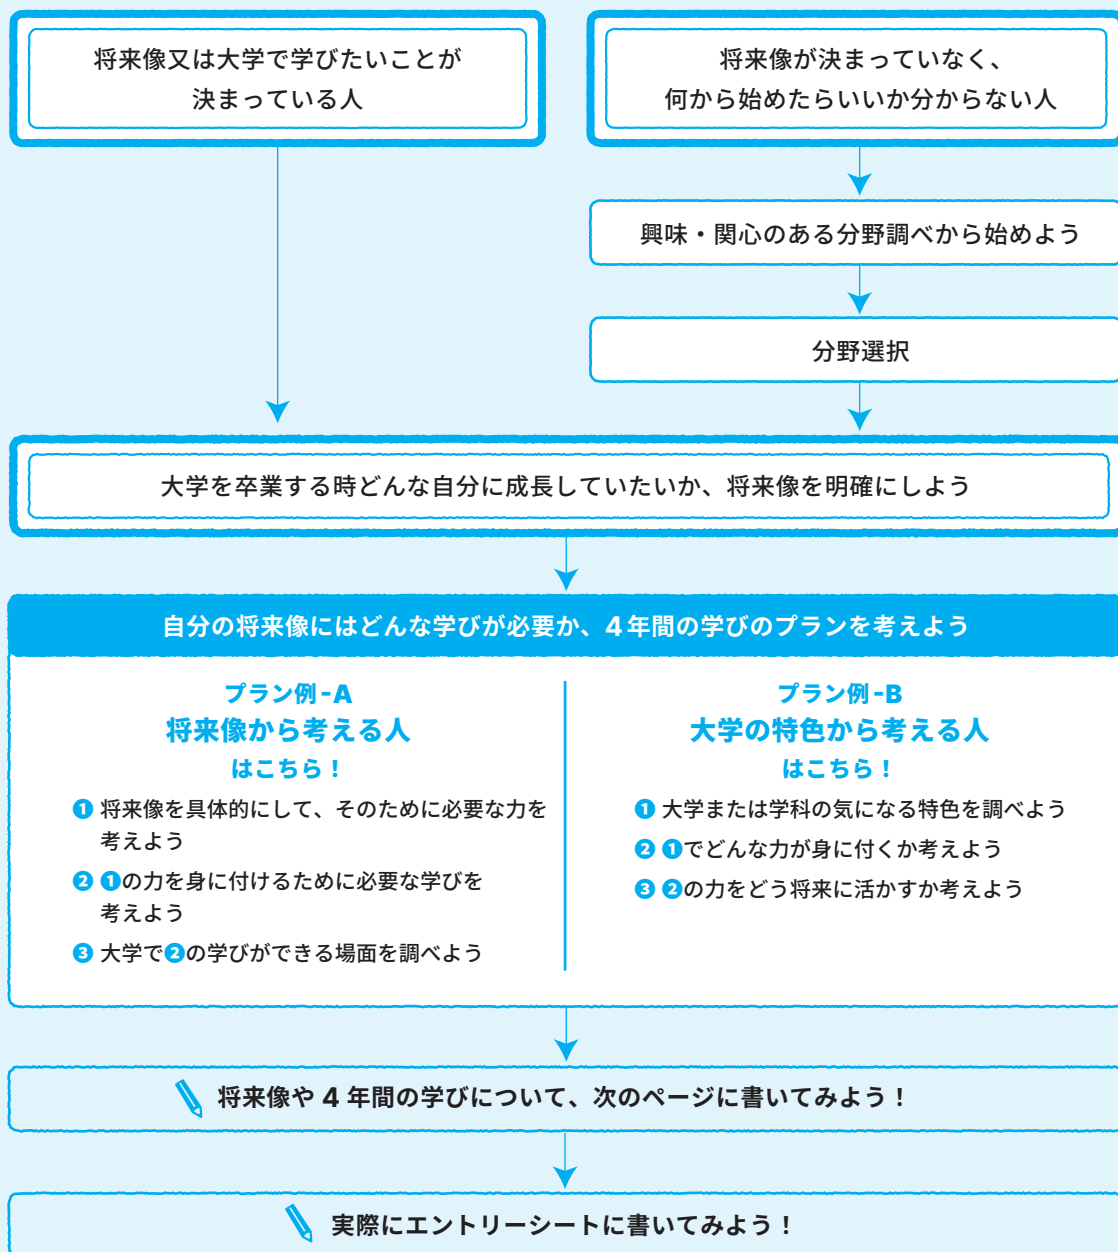 将来像又は大学で学びたいことが
決まっている人
将来像が決まっていなく、
何から始めたらいいか分からない人
興味・関心のある分野調べから始めよう
分野選択
大学を卒業する時どんな自分に成長していたいか、将来像を明確にしよう
自分の将来像にはどんな学びが必要か、4年間の学びのプランを考えよう
プラン例-A
将来像から考える人
はこちら！
❶ 将来像を具体的にして、そのために必要な力を
考えよう
❷ ❶の力を身に付けるために必要な学びを
考えよう
❸ 大学で❷の学びができる場面を調べよう
プラン例-B
大学の特色から考える人
はこちら！
❶ 大学または学科の気になる特色を調べよう
❷ ❶でどんな力が身に付くか考えよう
❸ ❷の力をどう将来に活かすか考えよう
将来像や 4 年間の学びについて、次のページに書いてみよう！
実際にエントリーシートに書いてみよう！